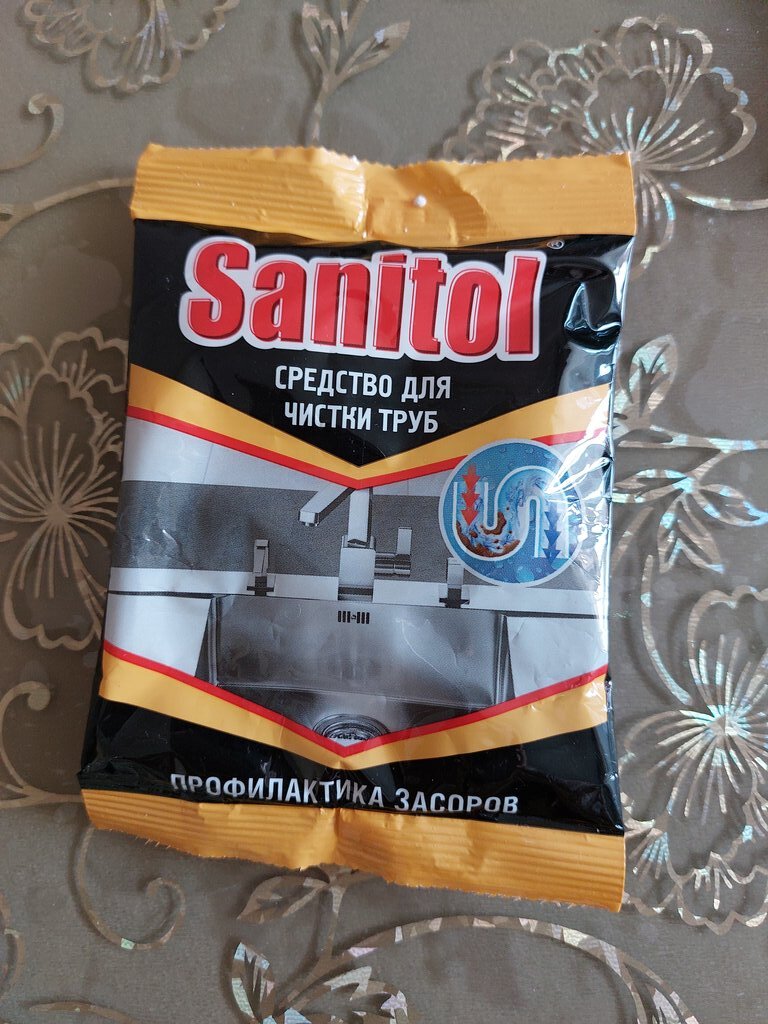 Sanitol®
СРЕДСТВО ДЛЯ
ЧИСТКИ ТРУБ
ПРОФИЛАКТИКА ЗАСОРОВ